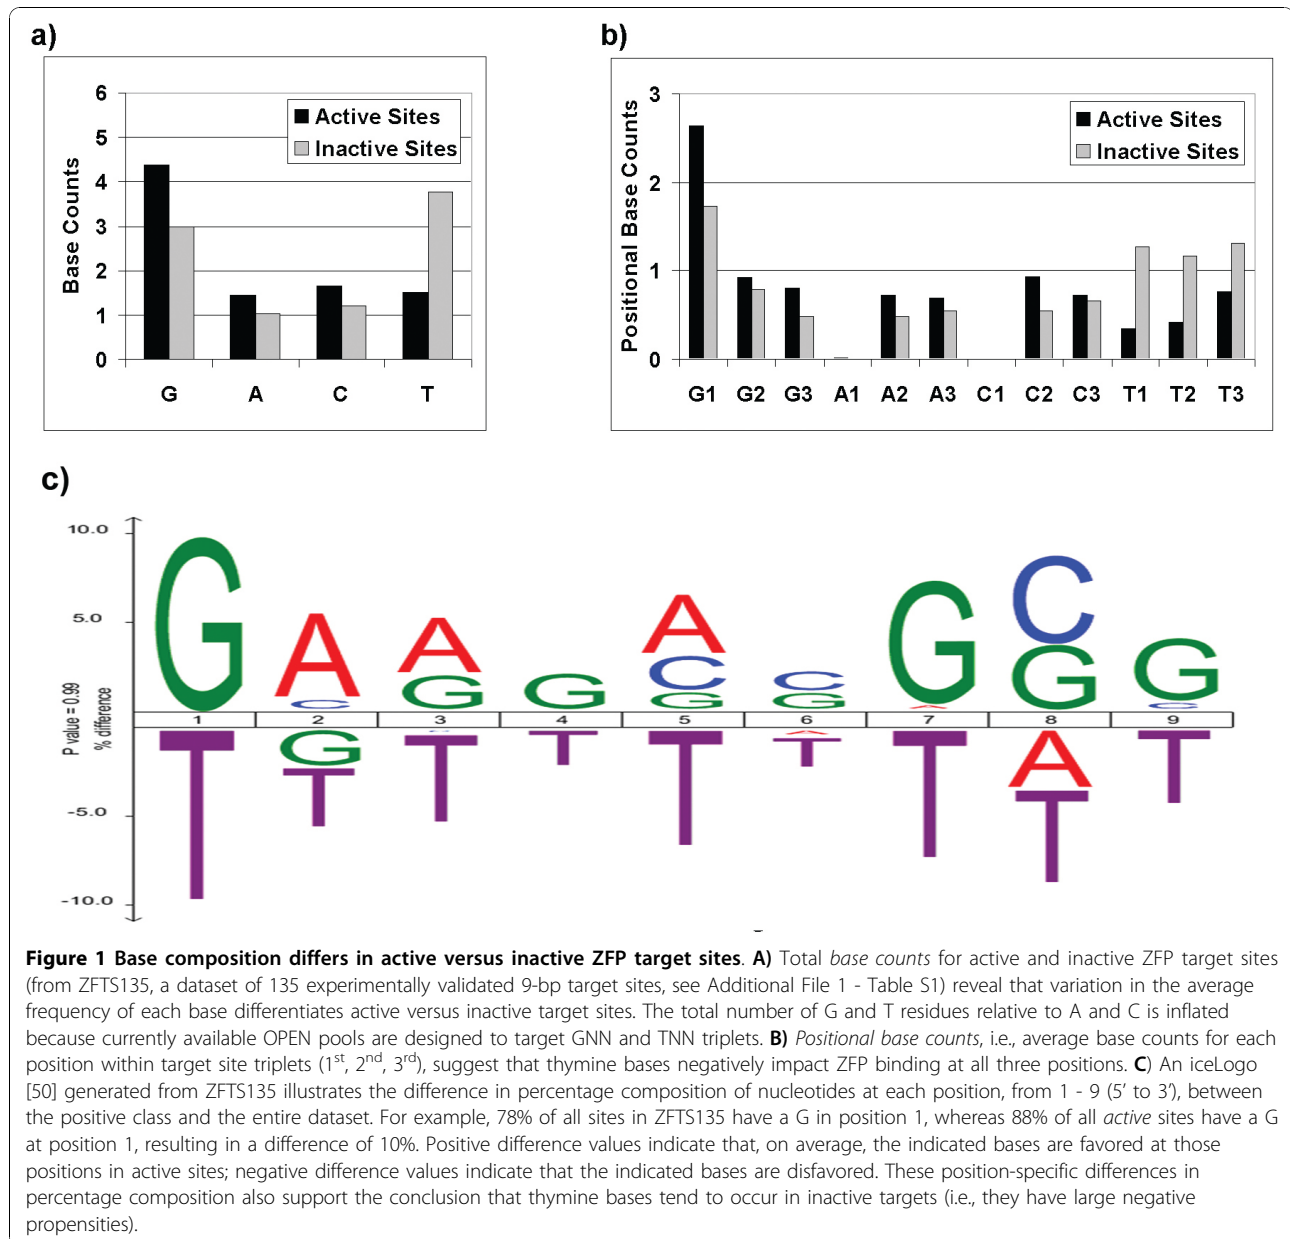 a)
b)
6
5
4
3
2
1
0
Base Counts
Active Sites
Inactive Sites
G A C T
3
2
1
0
Positional Base Counts
Active Sites
Inactive Sites
G1 G2 G3 A1 A2 A3 C1 C2 C3 T1 T2 T3
c)
10.0
5.0
-5.0
-10.0
P value = 0.99
% difference
G A A G A C G C G
C G C G A G C
G G
1 2 3 4 5 6 7 8 9
T G T T T A T A T
T T T
Figure 1 Base composition differs in active versus inactive ZFP target sites. A) Total base counts for active and inactive ZFP target sites
(from ZFTS135, a dataset of 135 experimentally validated 9-bp target sites, see Additional File 1 - Table S1) reveal that variation in the average
frequency of each base differentiates active versus inactive target sites. The total number of G and T residues relative to A and C is inflated
because currently available OPEN pools are designed to target GNN and TNN triplets. B) Positional base counts, i.e., average base counts for each
position within target site triplets (1st, 2nd, 3rd), suggest that thymine bases negatively impact ZFP binding at all three positions. C) An iceLogo
[50] generated from ZFTS135 illustrates the difference in percentage composition of nucleotides at each position, from 1 - 9 (5’ to 3’), between
the positive class and the entire dataset. For example, 78% of all sites in ZFTS135 have a G in position 1, whereas 88% of all active sites have a G
at position 1, resulting in a difference of 10%. Positive difference values indicate that, on average, the indicated bases are favored at those
positions in active sites; negative difference values indicate that the indicated bases are disfavored. These position-specific differences in
percentage composition also support the conclusion that thymine bases tend to occur in inactive targets (i.e., they have large negative
propensities).